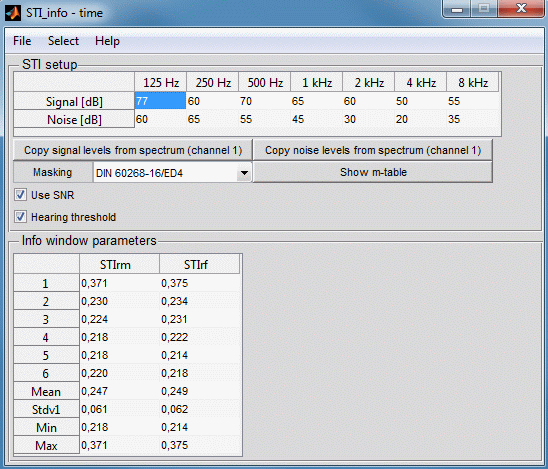 STI_info - time
File Select Help
STI setup
125 Hz 250 Hz 500 Hz 1 kHz 2 kHz 4 kHz 8 kHz
Signal [dB] 77 60 70 65 60 50 55
Noise [dB] 60 65 55 45 30 20 35
Copy signal levels from spectrum (channel 1) Copy noise levels from spectrum (channel 1)
Masking DIN 60268-16/ED4 Show m-table
Use SNR
Hearing threshold
Info window parameters
STIrm STIrf
1 0,371 0,375
2 0,230 0,234
3 0,224 0,231
4 0,218 0,222
5 0,218 0,214
6 0,220 0,218
Mean 0,247 0,249
Stdv1 0,061 0,062
Min 0,218 0,214
Max 0,371 0,375